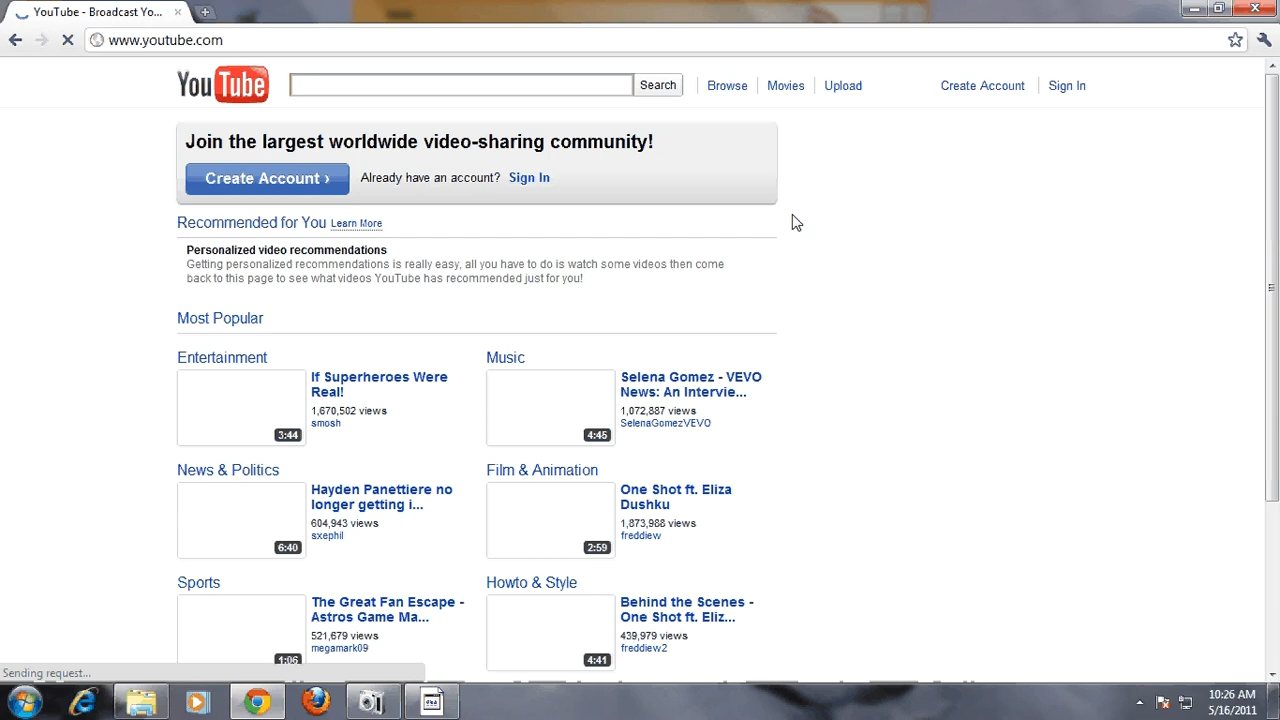 YouTube - Broadcast Yo...
www.youtube.com
YouTube
Search
Browse
Movies
Upload
Create Account
Sign In
Join the largest worldwide video-sharing community!
Create Account ›
Already have an account? Sign In
Recommended for You Learn More
Personalized video recommendations
Getting personalized recommendations is really easy, all you have to do is watch some videos then come
back to this page to see what videos YouTube has recommended just for you!
Most Popular
Entertainment
If Superheroes Were
Real!
1,670,502 views
smosh
3:44
Music
Selena Gomez - VEVO
News: An Intervie...
1,072,887 views
SelenaGomezVEVO
4:45
News & Politics
Hayden Panettiere no
longer getting i...
604,943 views
sxephil
6:40
Film & Animation
One Shot ft. Eliza
Dushku
1,873,988 views
freddiew
2:59
Sports
The Great Fan Escape -
Astros Game Ma...
521,679 views
megamark09
1:06
Howto & Style
Behind the Scenes -
One Shot ft. Eliz...
439,979 views
freddiew2
4:41
Sending request...
10:26 AM
5/16/2011